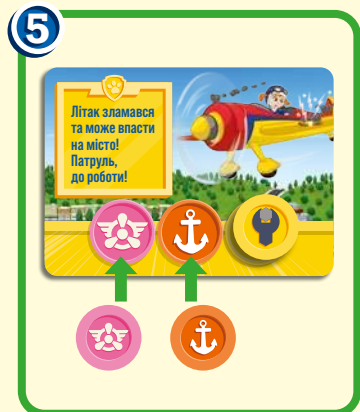 5
Літак зламався
та може впасти
на місто!
Патруль,
до роботи!